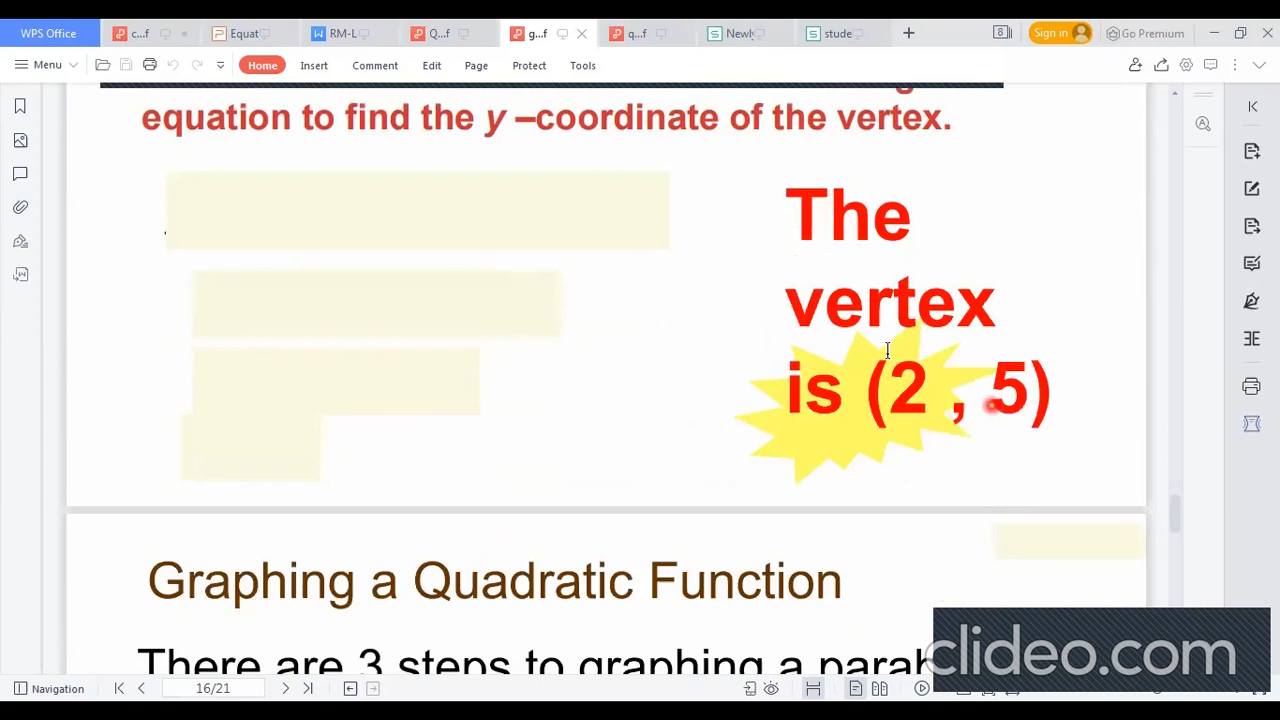 WPS Office
c...f
Equat
RM-L
Q...f
g...f
q...f
Newl
stude
8
Sign in
Go Premium
Menu
Home
Insert
Comment
Edit
Page
Protect
Tools
equation to find the y –coordinate of the vertex.
The
vertex
is (2 , 5)
Graphing a Quadratic Function
There are 3 steps to graphing a parab
clideo.com
Navigation
16/21